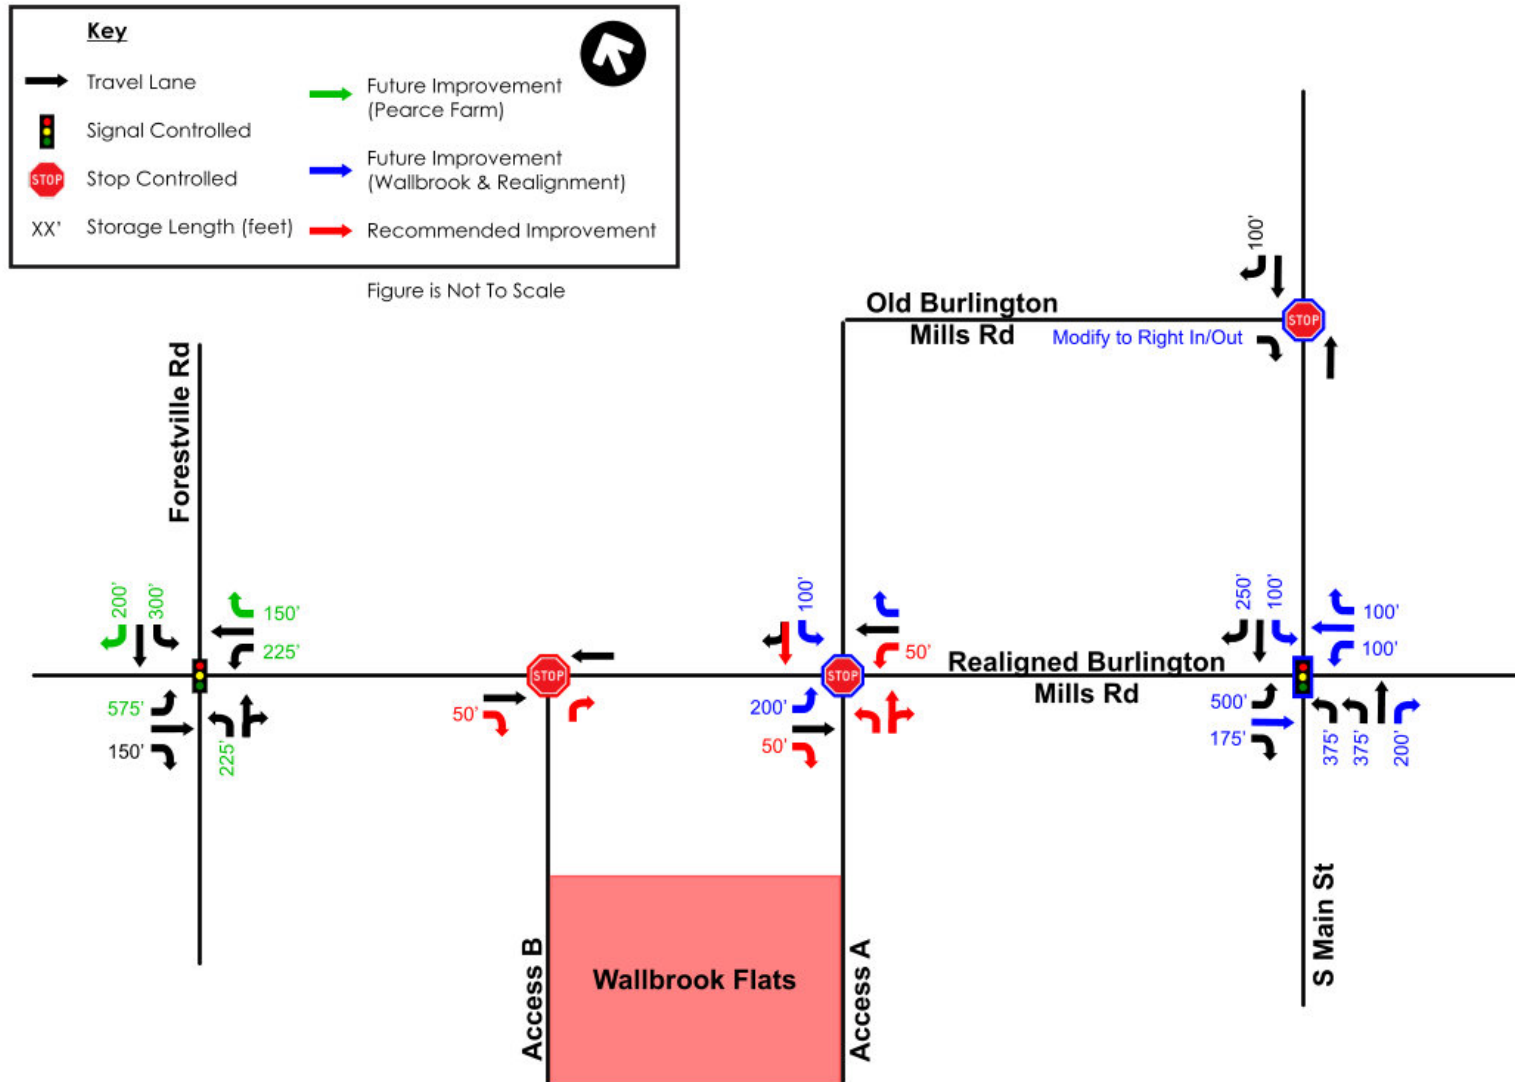 Key
Travel Lane
Signal Controlled
STOP
Stop Controlled
XX'
Storage Length (feet)
Future Improvement
(Pearce Farm)
Future Improvement
(Wallbrook & Realignment)
Recommended Improvement
Figure is Not To Scale
100'
Old Burlington
Mills Rd
Modify to Right In/Out
STOP
Forestville Rd
200'
300'
150'
225'
575'
150'
225'
STOP
50'
100'
50'
STOP
200'
50'
Realigned Burlington
Mills Rd
250'
100'
100'
100'
500'
175'
375'
375'
200'
Access B
Wallbrook Flats
Access A
S Main St